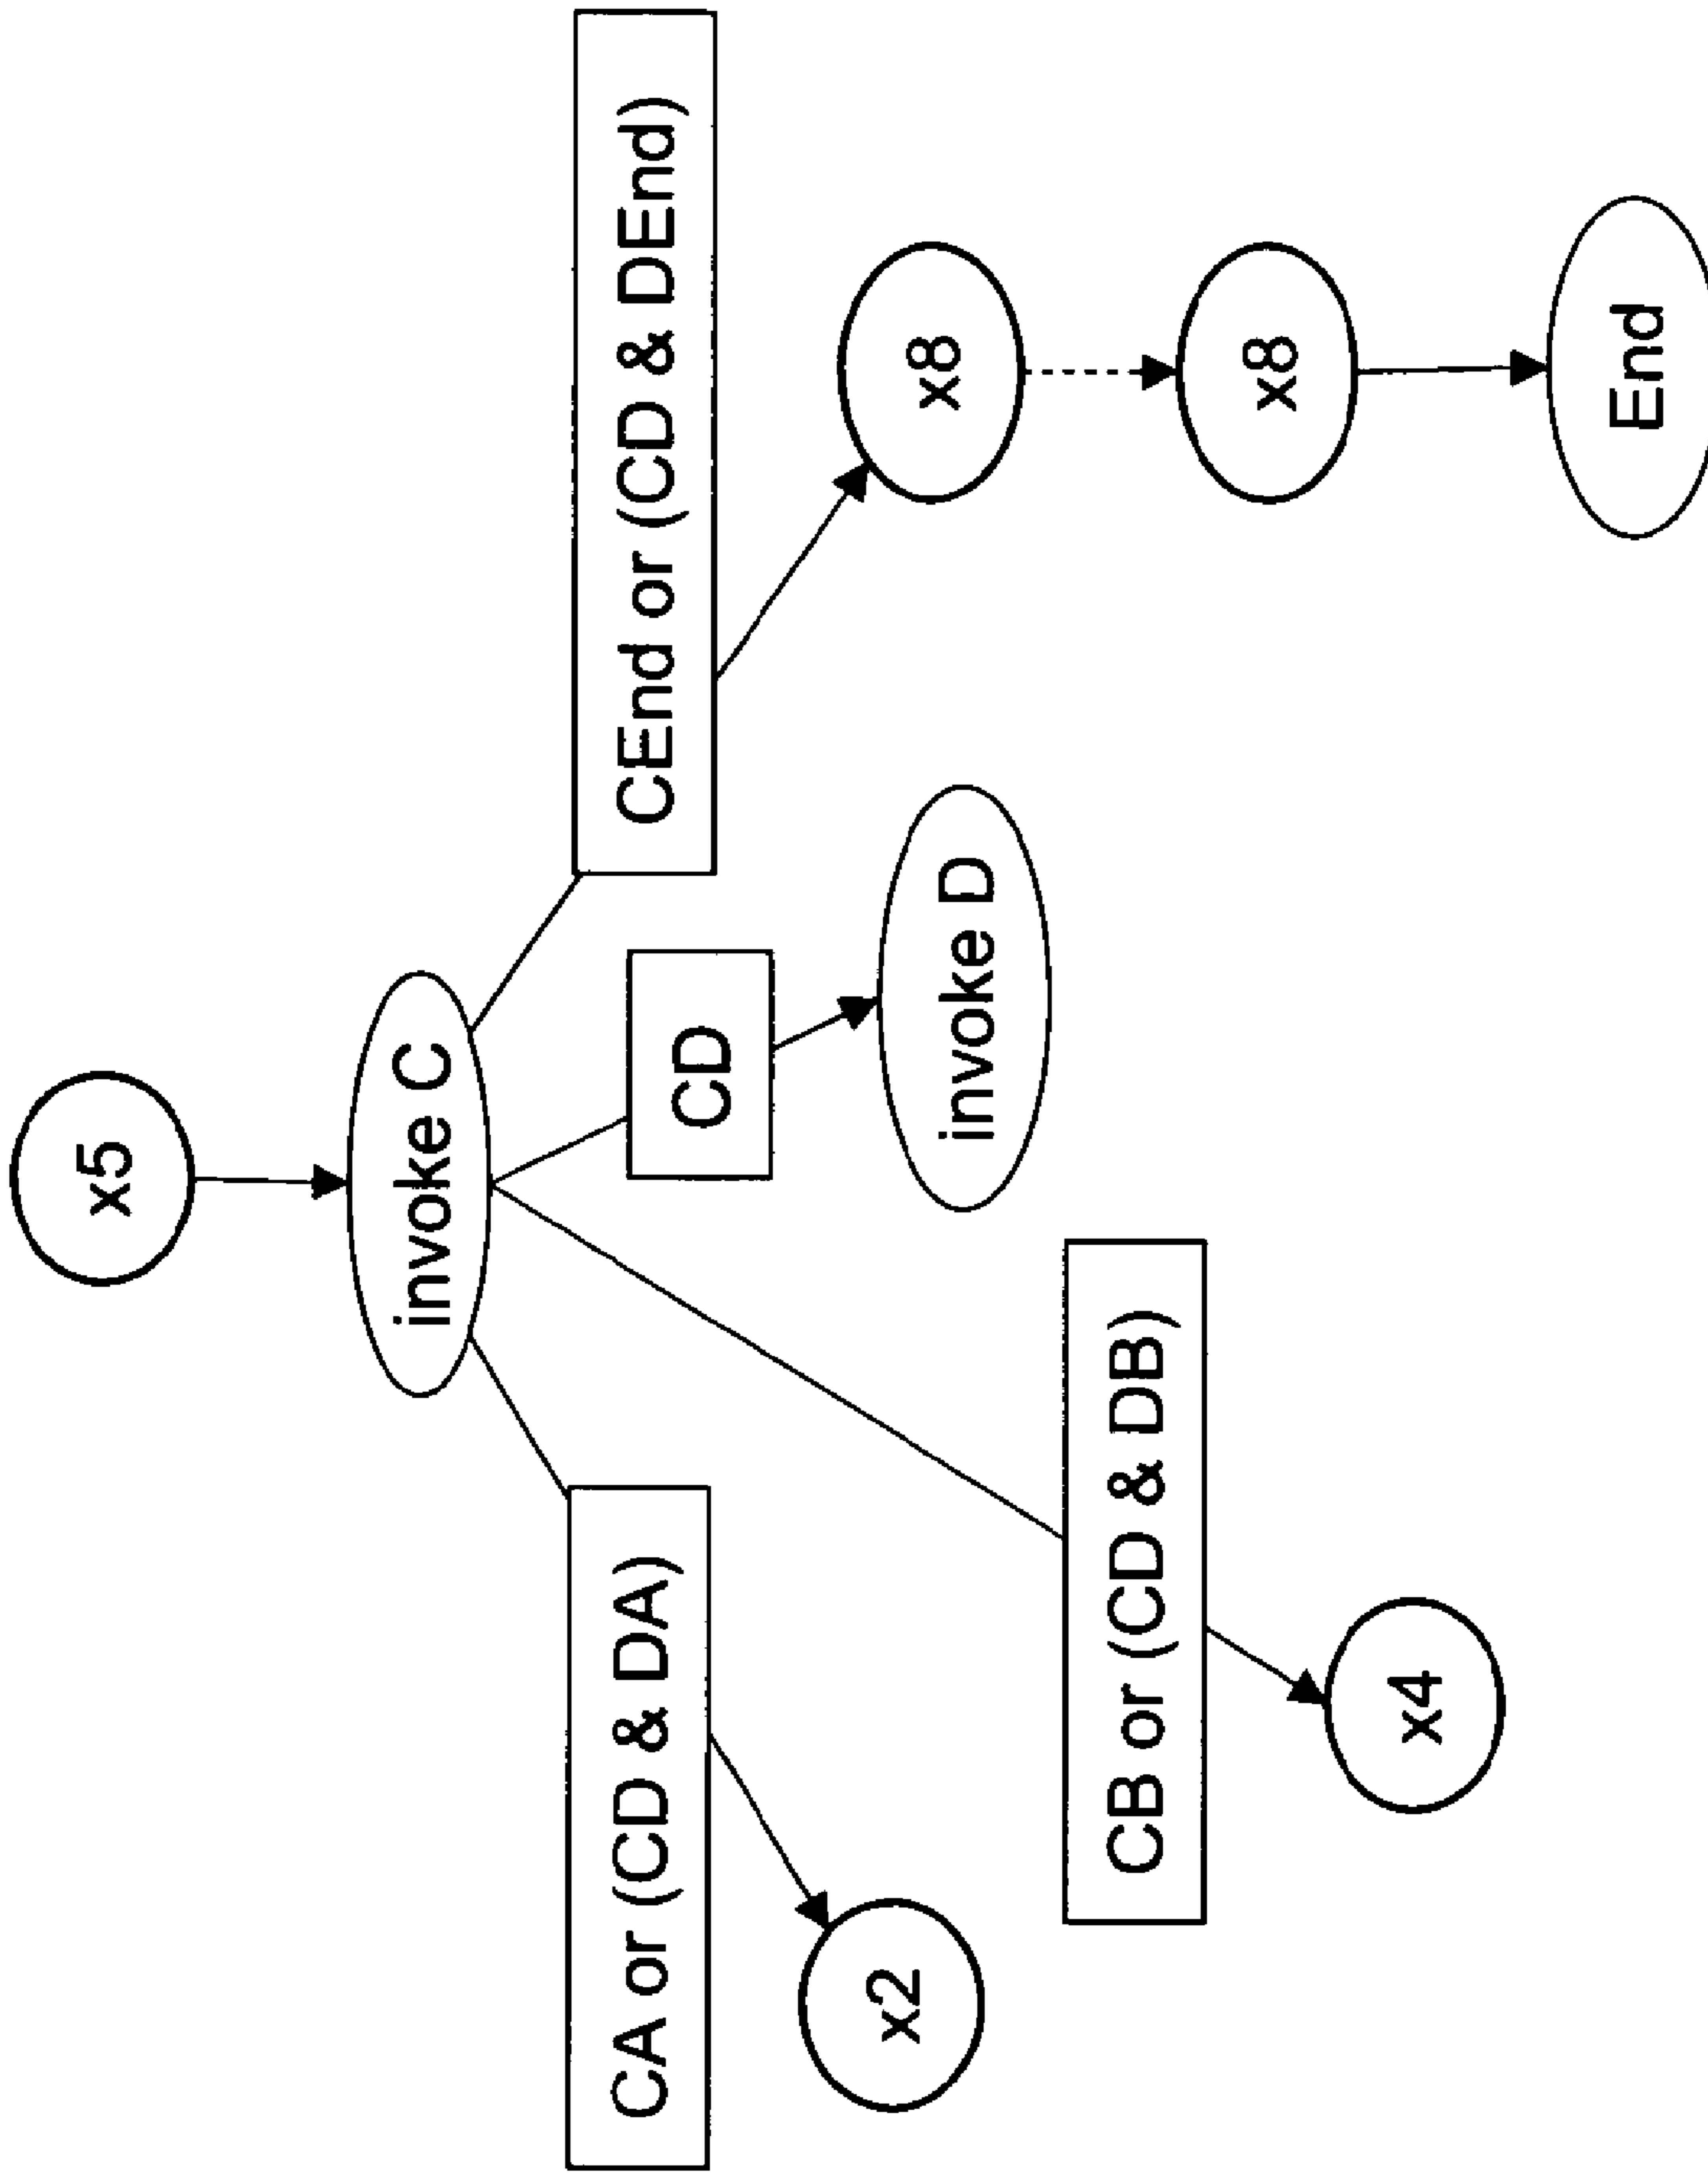 x5
invoke C
CA or (CD & DA)
CD
CEnd or (CD & DEnd)
x2
CB or (CD & DB)
invoke D
x8
x4
x8
End